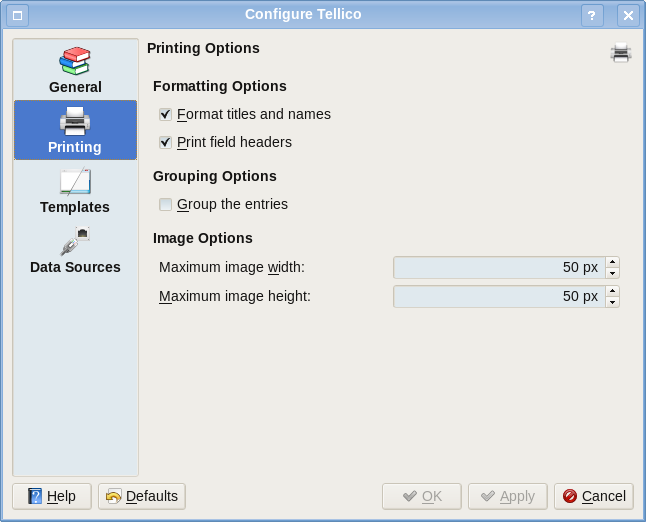 Configure Tellico
?
General
Printing
Templates
Data Sources
Printing Options
Formatting Options
Format titles and names
Print field headers
Grouping Options
Group the entries
Image Options
Maximum image width: 50 px
Maximum image height: 50 px
Help Defaults OK Apply Cancel